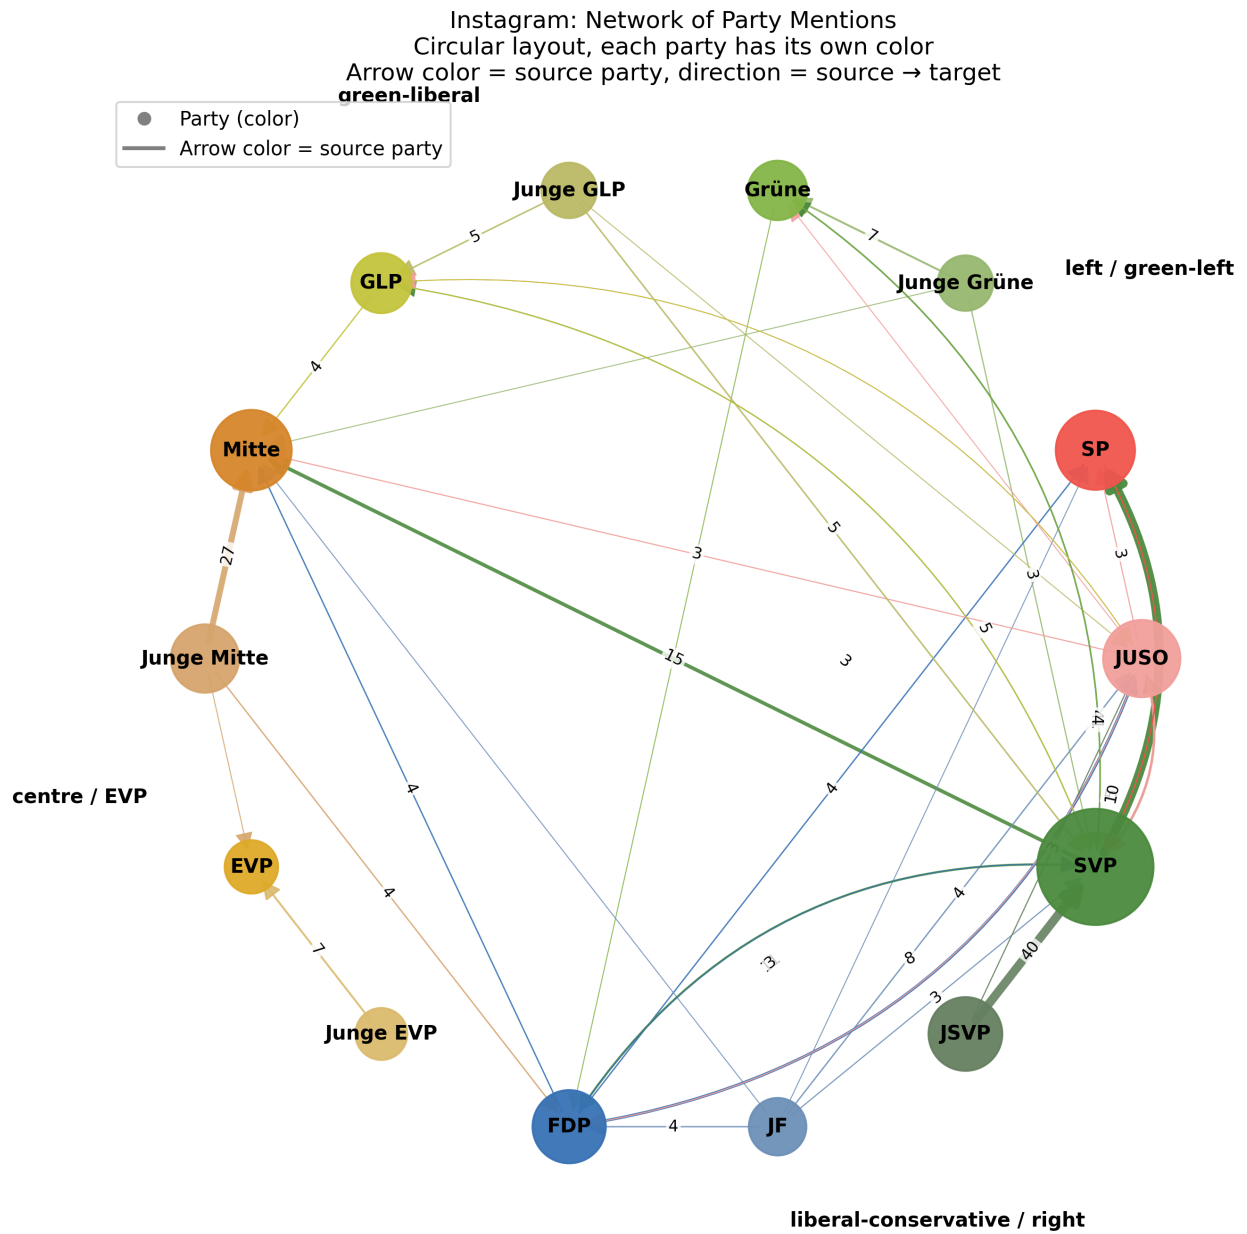 Instagram: Network of Party Mentions
Circular layout, each party has its own color
Arrow color = source party, direction = source → target
green-liberal
Party (color)
Arrow color = source party
Junge GLP
Grüne
5
7
left / green-left
GLP
Junge Grüne
4
Mitte
SP
5
27
3
3
3
5
15
3
Junge Mitte
JUSO
4
4
4
10
centre / EVP
3
EVP
SVP
4
4
7
40
8
3
3
Junge EVP
JSVP
FDP
4
JF
liberal-conservative / right